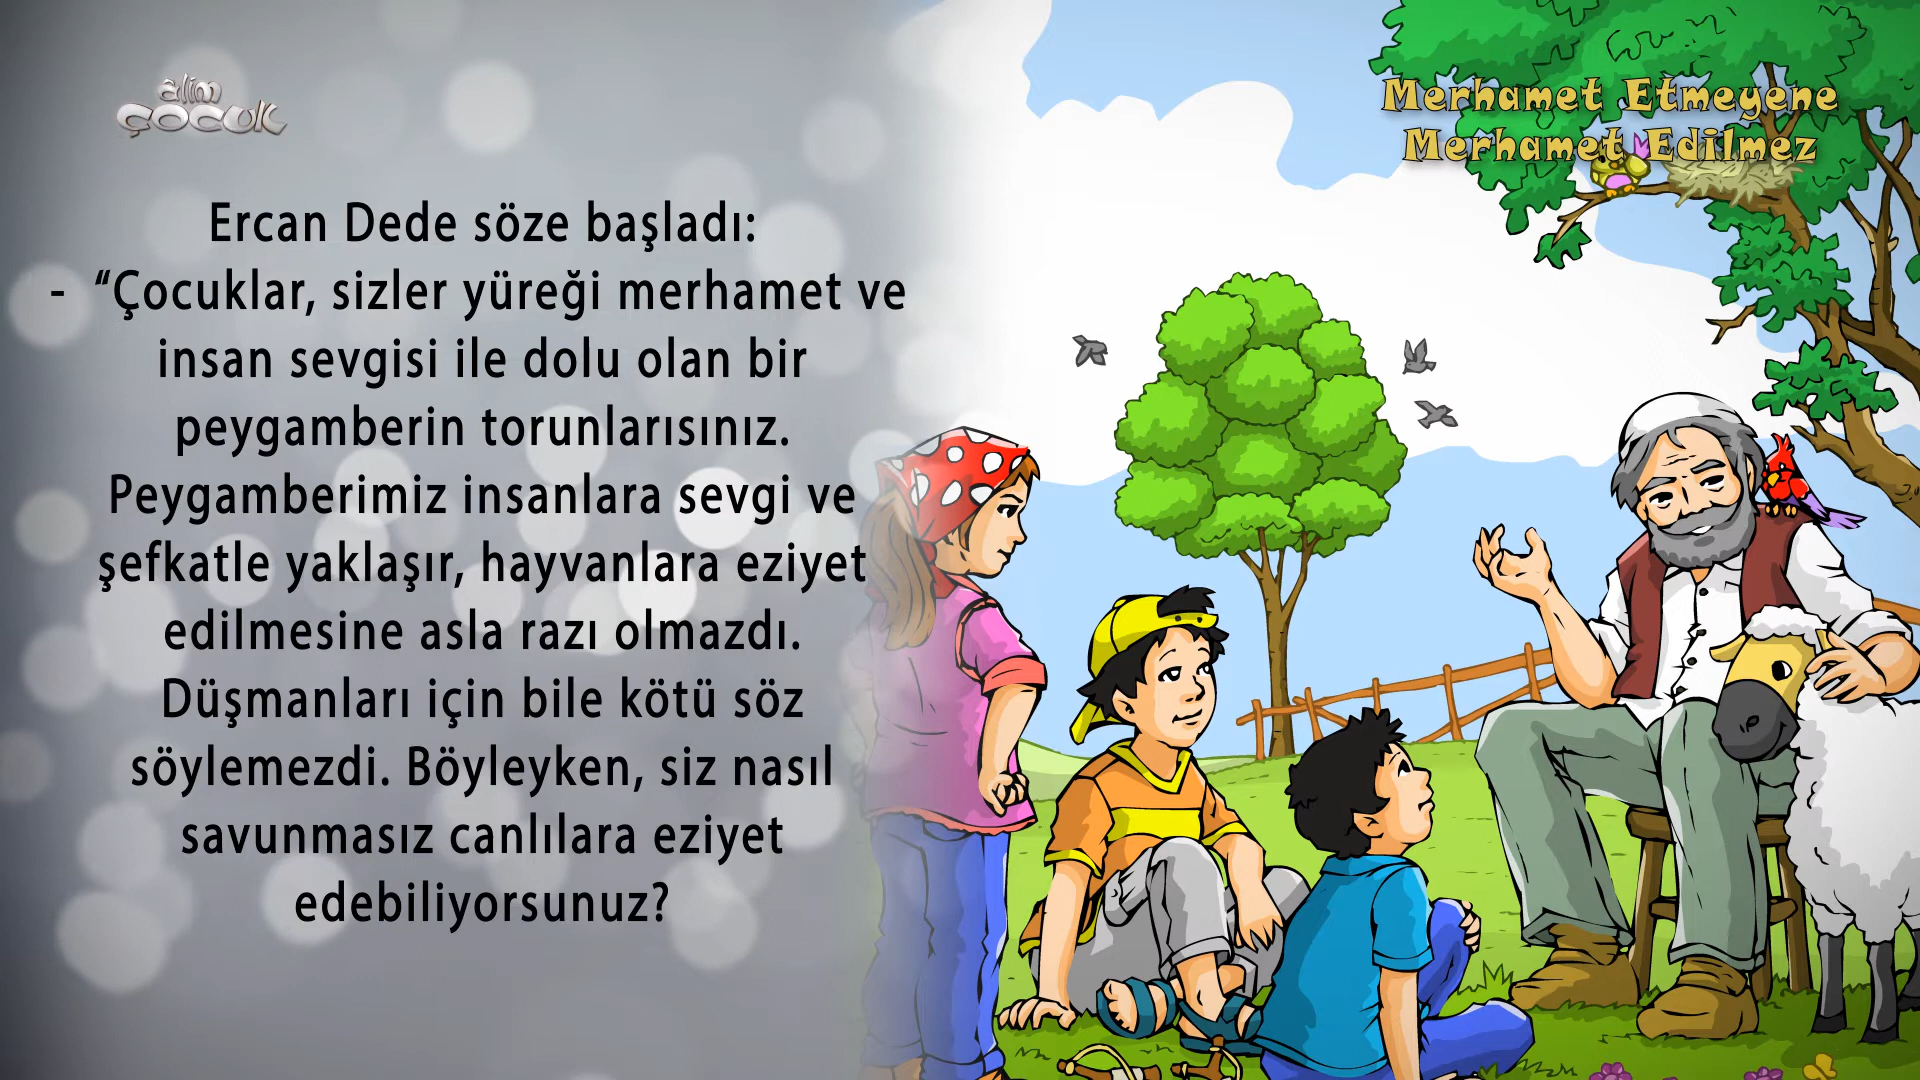 alim
ÇOCUK
Merhamet Etmeyene
Merhamet Edilmez
Ercan Dede söze başladı:
- “Çocuklar, sizler yüreği merhamet ve
insan sevgisi ile dolu olan bir
peygamberin torunlarısınız.
Peygamberimiz insanlara sevgi ve
şefkatle yaklaşır, hayvanlara eziyet
edilmesine asla razı olmazdı.
Düşmanları için bile kötü söz
söylemezdi. Böyleyken, siz nasıl
savunmasız canlılara eziyet
edebiliyorsunuz?